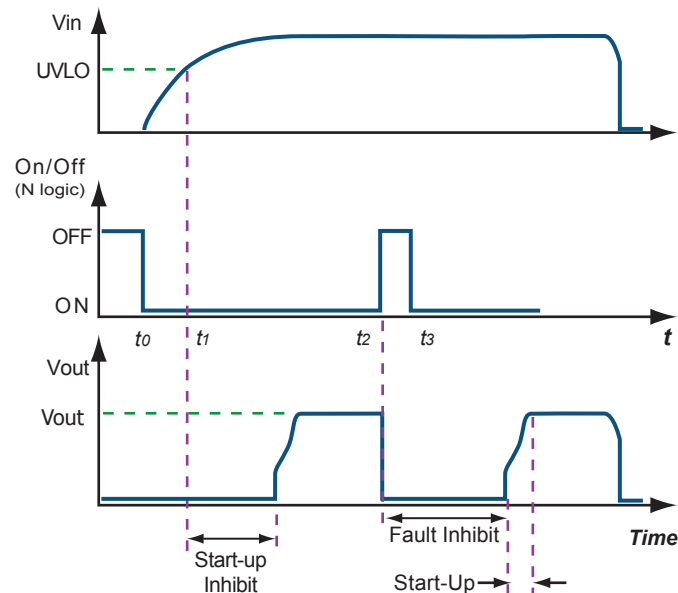 Vin
UVLO
On/Off
(N logic)
OFF
ON
t0 t1 t2 t3 t
Vout
Vout
Time
Fault Inhibit
Start-up
Inhibit
Start-Up